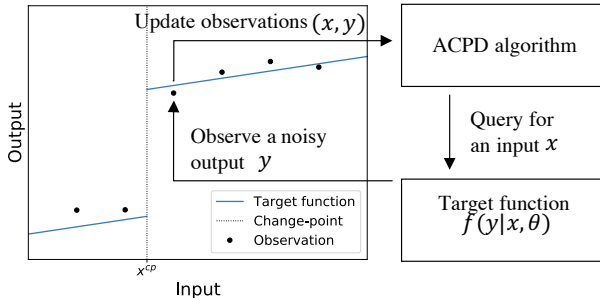 Update observations (x, y)
ACPD algorithm
Output
Observe a noisy
output y
Query for
an input x
Target function
Change-point
Observation
Target function
f(y|x, θ)
x^{cp}
Input